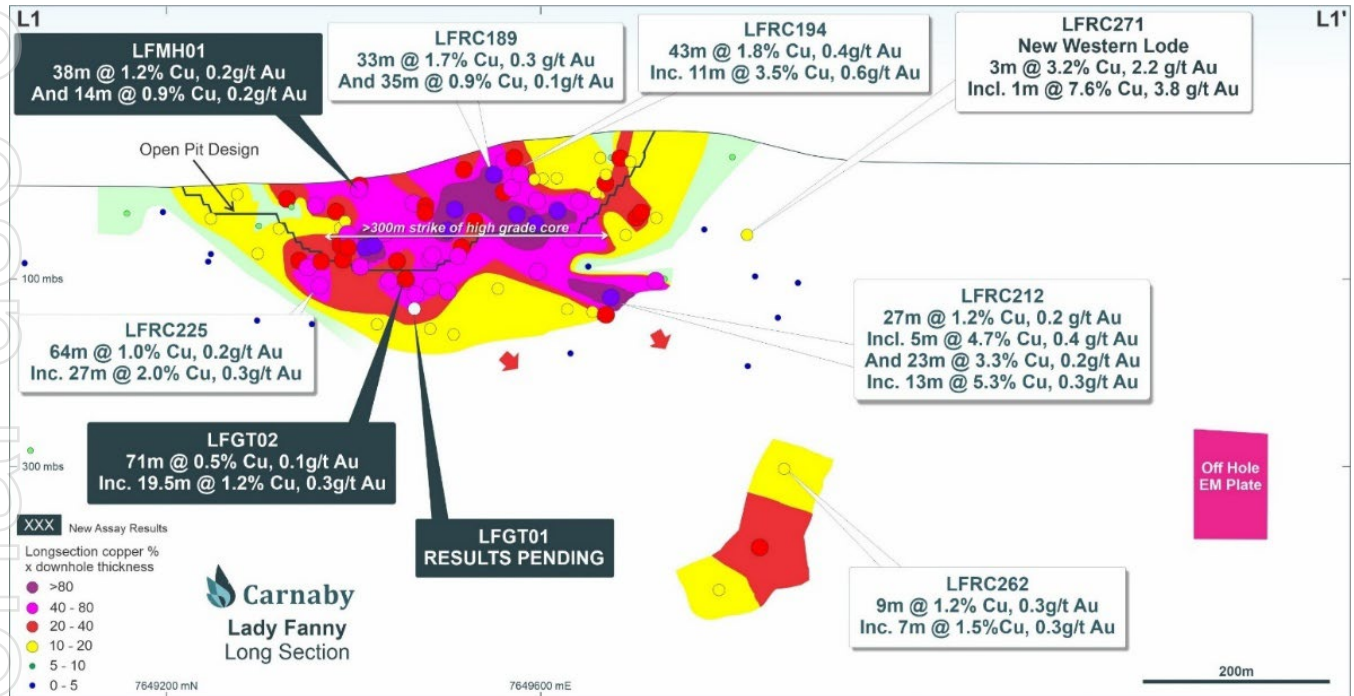 L1
L1'
LFMH01
38m @ 1.2% Cu, 0.2g/t Au
And 14m @ 0.9% Cu, 0.2g/t Au
LFRC189
33m @ 1.7% Cu, 0.3 g/t Au
And 35m @ 0.9% Cu, 0.1g/t Au
LFRC194
43m @ 1.8% Cu, 0.4g/t Au
Inc. 11m @ 3.5% Cu, 0.6g/t Au
LFRC271
New Western Lode
3m @ 3.2% Cu, 2.2 g/t Au
Incl. 1m @ 7.6% Cu, 3.8 g/t Au
Open Pit Design
>300m strike of high grade core
100 mbs
LFRC225
64m @ 1.0% Cu, 0.2g/t Au
Inc. 27m @ 2.0% Cu, 0.3g/t Au
LFRC212
27m @ 1.2% Cu, 0.2 g/t Au
Incl. 5m @ 4.7% Cu, 0.4 g/t Au
And 23m @ 3.3% Cu, 0.2g/t Au
Inc. 13m @ 5.3% Cu, 0.3g/t Au
LFGT02
71m @ 0.5% Cu, 0.1g/t Au
Inc. 19.5m @ 1.2% Cu, 0.3g/t Au
300 mbs
Off Hole
EM Plate
LFGT01
RESULTS PENDING
XXX New Assay Results
Longsection copper %
x downhole thickness
>80
40 - 80
20 - 40
10 - 20
5 - 10
0 - 5
Carnaby
Lady Fanny
Long Section
LFRC262
9m @ 1.2% Cu, 0.3g/t Au
Inc. 7m @ 1.5%Cu, 0.3g/t Au
200m
7649200 mN
7649600 mE